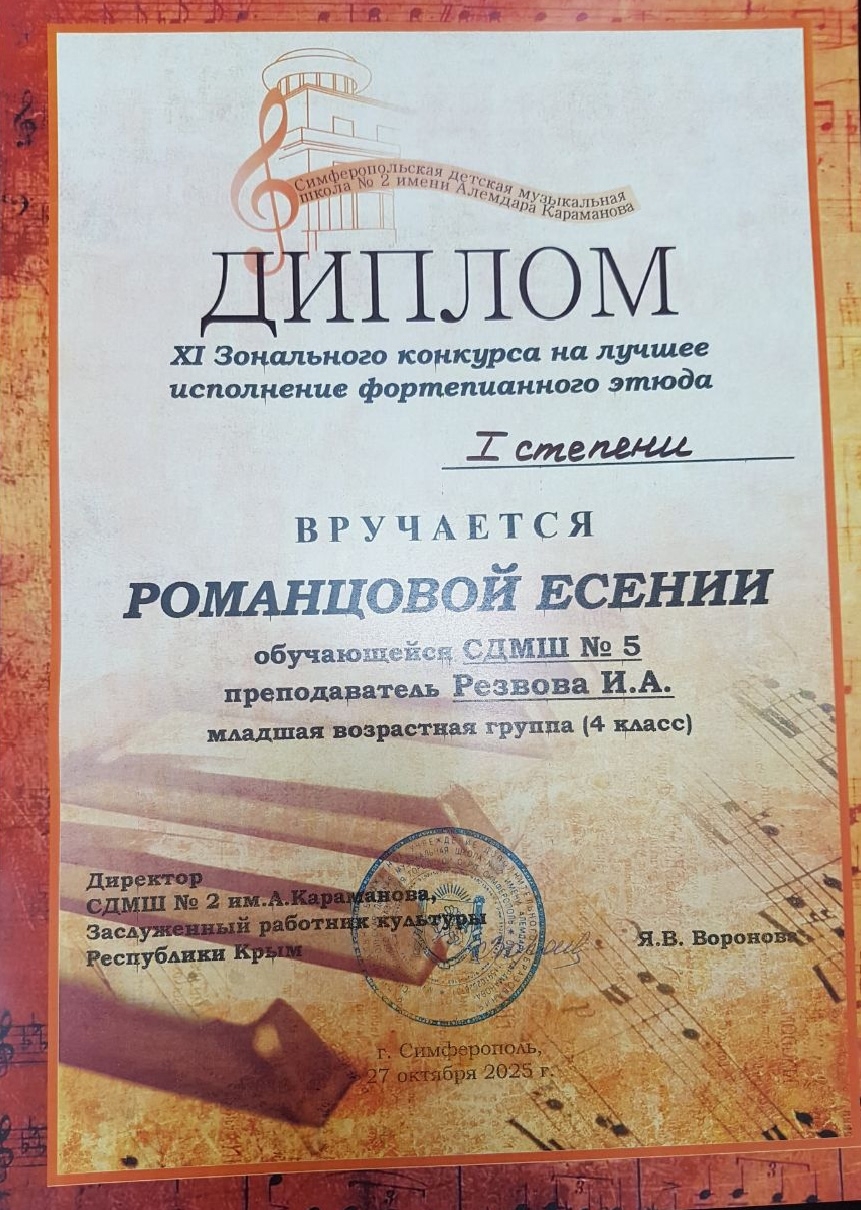 Симферопольская детская музыкальная
школа № 2 имени Алемдара Караманова
ДИПЛОМ
XI Зонального конкурса на лучшее
исполнение фортепианного этюда
I степени
ВРУЧАЕТСЯ
РОМАНЦОВОЙ ЕСЕНИИ
обучающейся СДМШ № 5
преподаватель Резвова И.А.
младшая возрастная группа (4 класс)
Директор
СДМШ № 2 им.А.Караманова,
Заслуженный работник культуры
Республики Крым
Я.В. Воронова
г. Симферополь,
27 октября 2025 г.